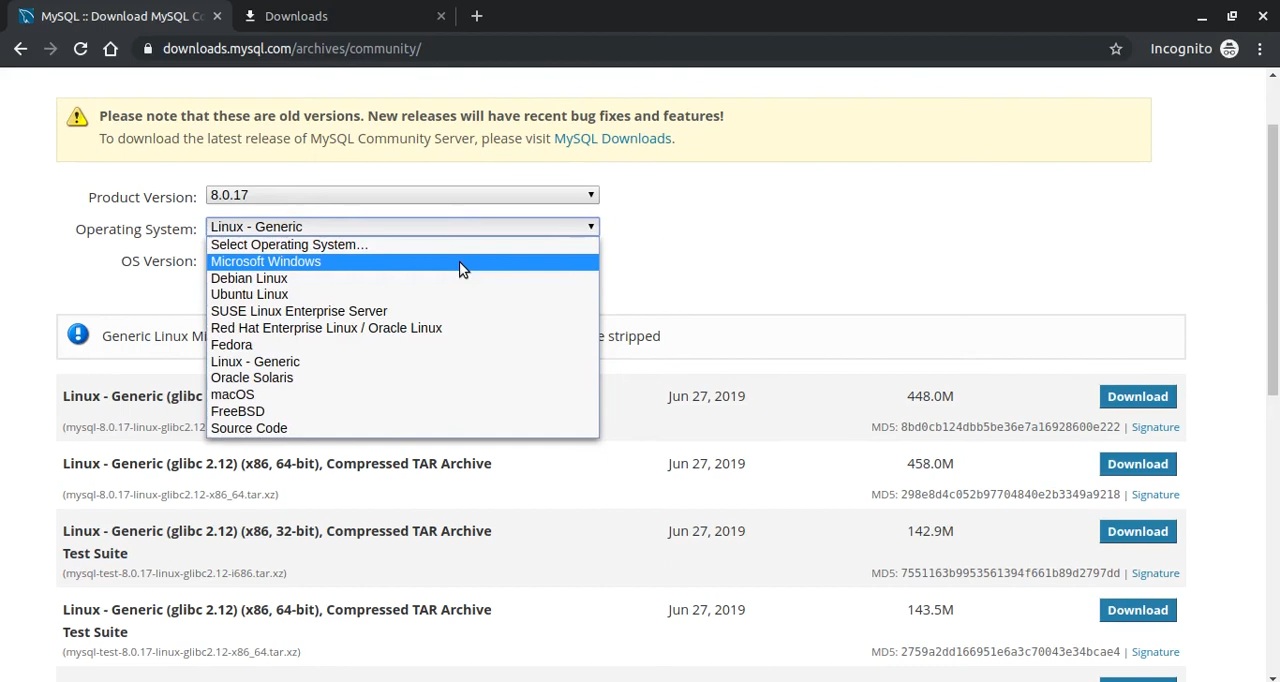 MySQL :: Download MySQL Co
Downloads
downloads.mysql.com/archives/community/
Incognito
Please note that these are old versions. New releases will have recent bug fixes and features!
To download the latest release of MySQL Community Server, please visit MySQL Downloads.
Product Version: 8.0.17
Operating System: Linux - Generic
Select Operating System…
OS Version: Microsoft Windows
Debian Linux
Ubuntu Linux
SUSE Linux Enterprise Server
Red Hat Enterprise Linux / Oracle Linux
Generic Linux Mi e stripped
Fedora
Linux - Generic
Oracle Solaris
macOS
FreeBSD
Source Code
Linux - Generic (glibc Jun 27, 2019 448.0M Download
(mysql-8.0.17-linux-glibc2.12 MD5: 8bd0cb124dbb5be36e7a16928600e222 | Signature
Linux - Generic (glibc 2.12) (x86, 64-bit), Compressed TAR Archive Jun 27, 2019 458.0M Download
(mysql-8.0.17-linux-glibc2.12-x86_64.tar.xz) MD5: 298e8d4c052b97704840e2b3349a9218 | Signature
Linux - Generic (glibc 2.12) (x86, 32-bit), Compressed TAR Archive Jun 27, 2019 142.9M Download
Test Suite
(mysql-test-8.0.17-linux-glibc2.12-i686.tar.xz) MD5: 7551163b9953561394f661b89d2797dd | Signature
Linux - Generic (glibc 2.12) (x86, 64-bit), Compressed TAR Archive Jun 27, 2019 143.5M Download
Test Suite
(mysql-test-8.0.17-linux-glibc2.12-x86_64.tar.xz) MD5: 2759a2dd166951e6a3c70043e34bcae4 | Signature